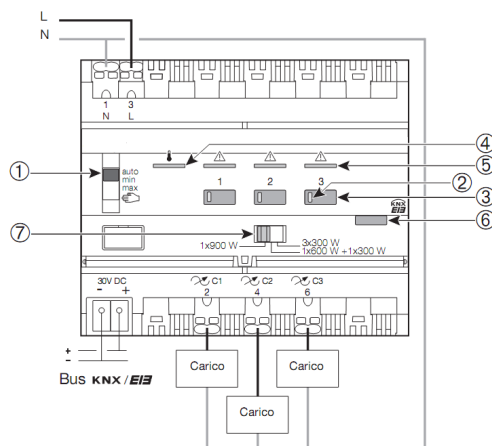 L
N
1 3
N L
④
① auto ⑤
min 1 2 3 ②
max ③
KNX
EIB
⑥
⑦
1x900 W 3x300 W
1x600 W +1x300 W
30V DC C1 C2 C3
- + 2 4 6
+
-
Carico Carico
Bus KNX / EIB
Carico